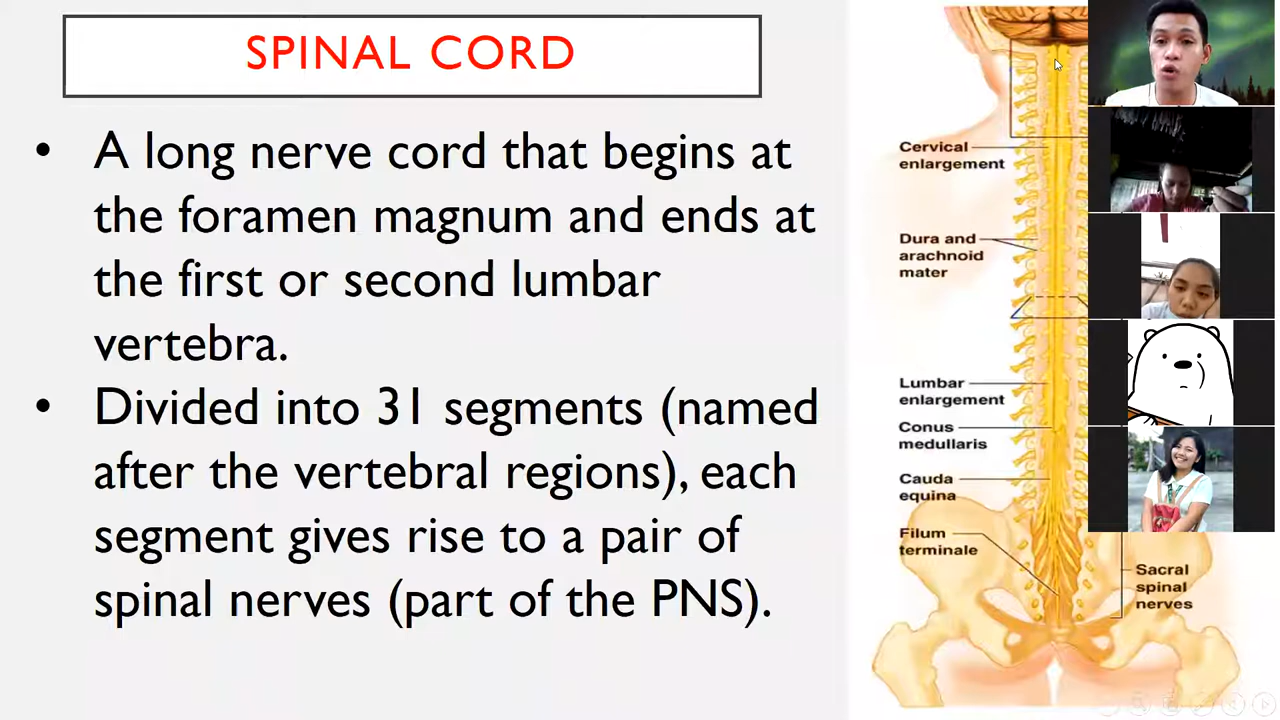 SPINAL CORD
• A long nerve cord that begins at
the foramen magnum and ends at
the first or second lumbar
vertebra.
• Divided into 31 segments (named
after the vertebral regions), each
segment gives rise to a pair of
spinal nerves (part of the PNS).
Cervical
enlargement
Dura and
arachnoid
mater
Lumbar
enlargement
Conus
medullaris
Cauda
equina
Filum
terminale
Sacral
spinal
nerves